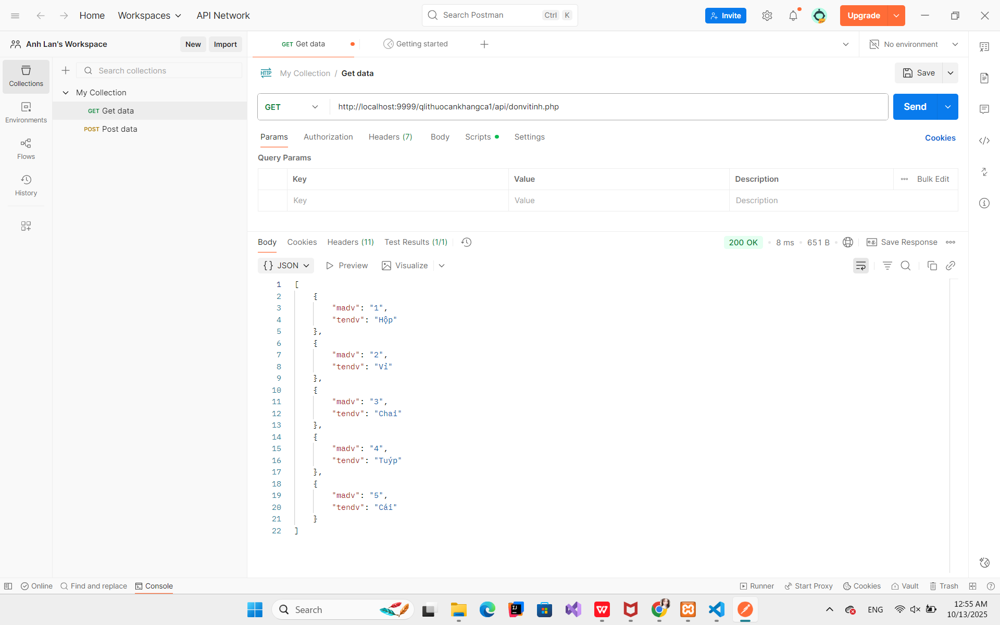 Home
Workspaces
API Network
Search Postman
Ctrl K
Invite
Upgrade
Anh Lan's Workspace
New
Import
GET Get data
Getting started
No environment
Collections
Environments
Flows
History
Search collections
My Collection
GET Get data
POST Post data
HTTP
My Collection / Get data
Save
GET
http://localhost:9999/qlithuocankhangca1/api/donvitinh.php
Send
Params
Authorization
Headers (7)
Body
Scripts
Settings
Cookies
Query Params
Key Value Description Bulk Edit
Key Value Description
Body Cookies Headers (11) Test Results (1/1)
200 OK 8 ms 651 B e.g. Save Response
{} JSON Preview Visualize
1 [
2 {
3 "madv": "1",
4 "tendv": "Hộp"
5 },
6 {
7 "madv": "2",
8 "tendv": "Vỉ"
9 },
10 {
11 "madv": "3",
12 "tendv": "Chai"
13 },
14 {
15 "madv": "4",
16 "tendv": "Tuýp"
17 },
18 {
19 "madv": "5",
20 "tendv": "Cái"
21 }
22 ]
Online
Find and replace
Console
Runner
Start Proxy
Cookies
Vault
Trash
Search
ENG
12:55 AM
10/13/2025